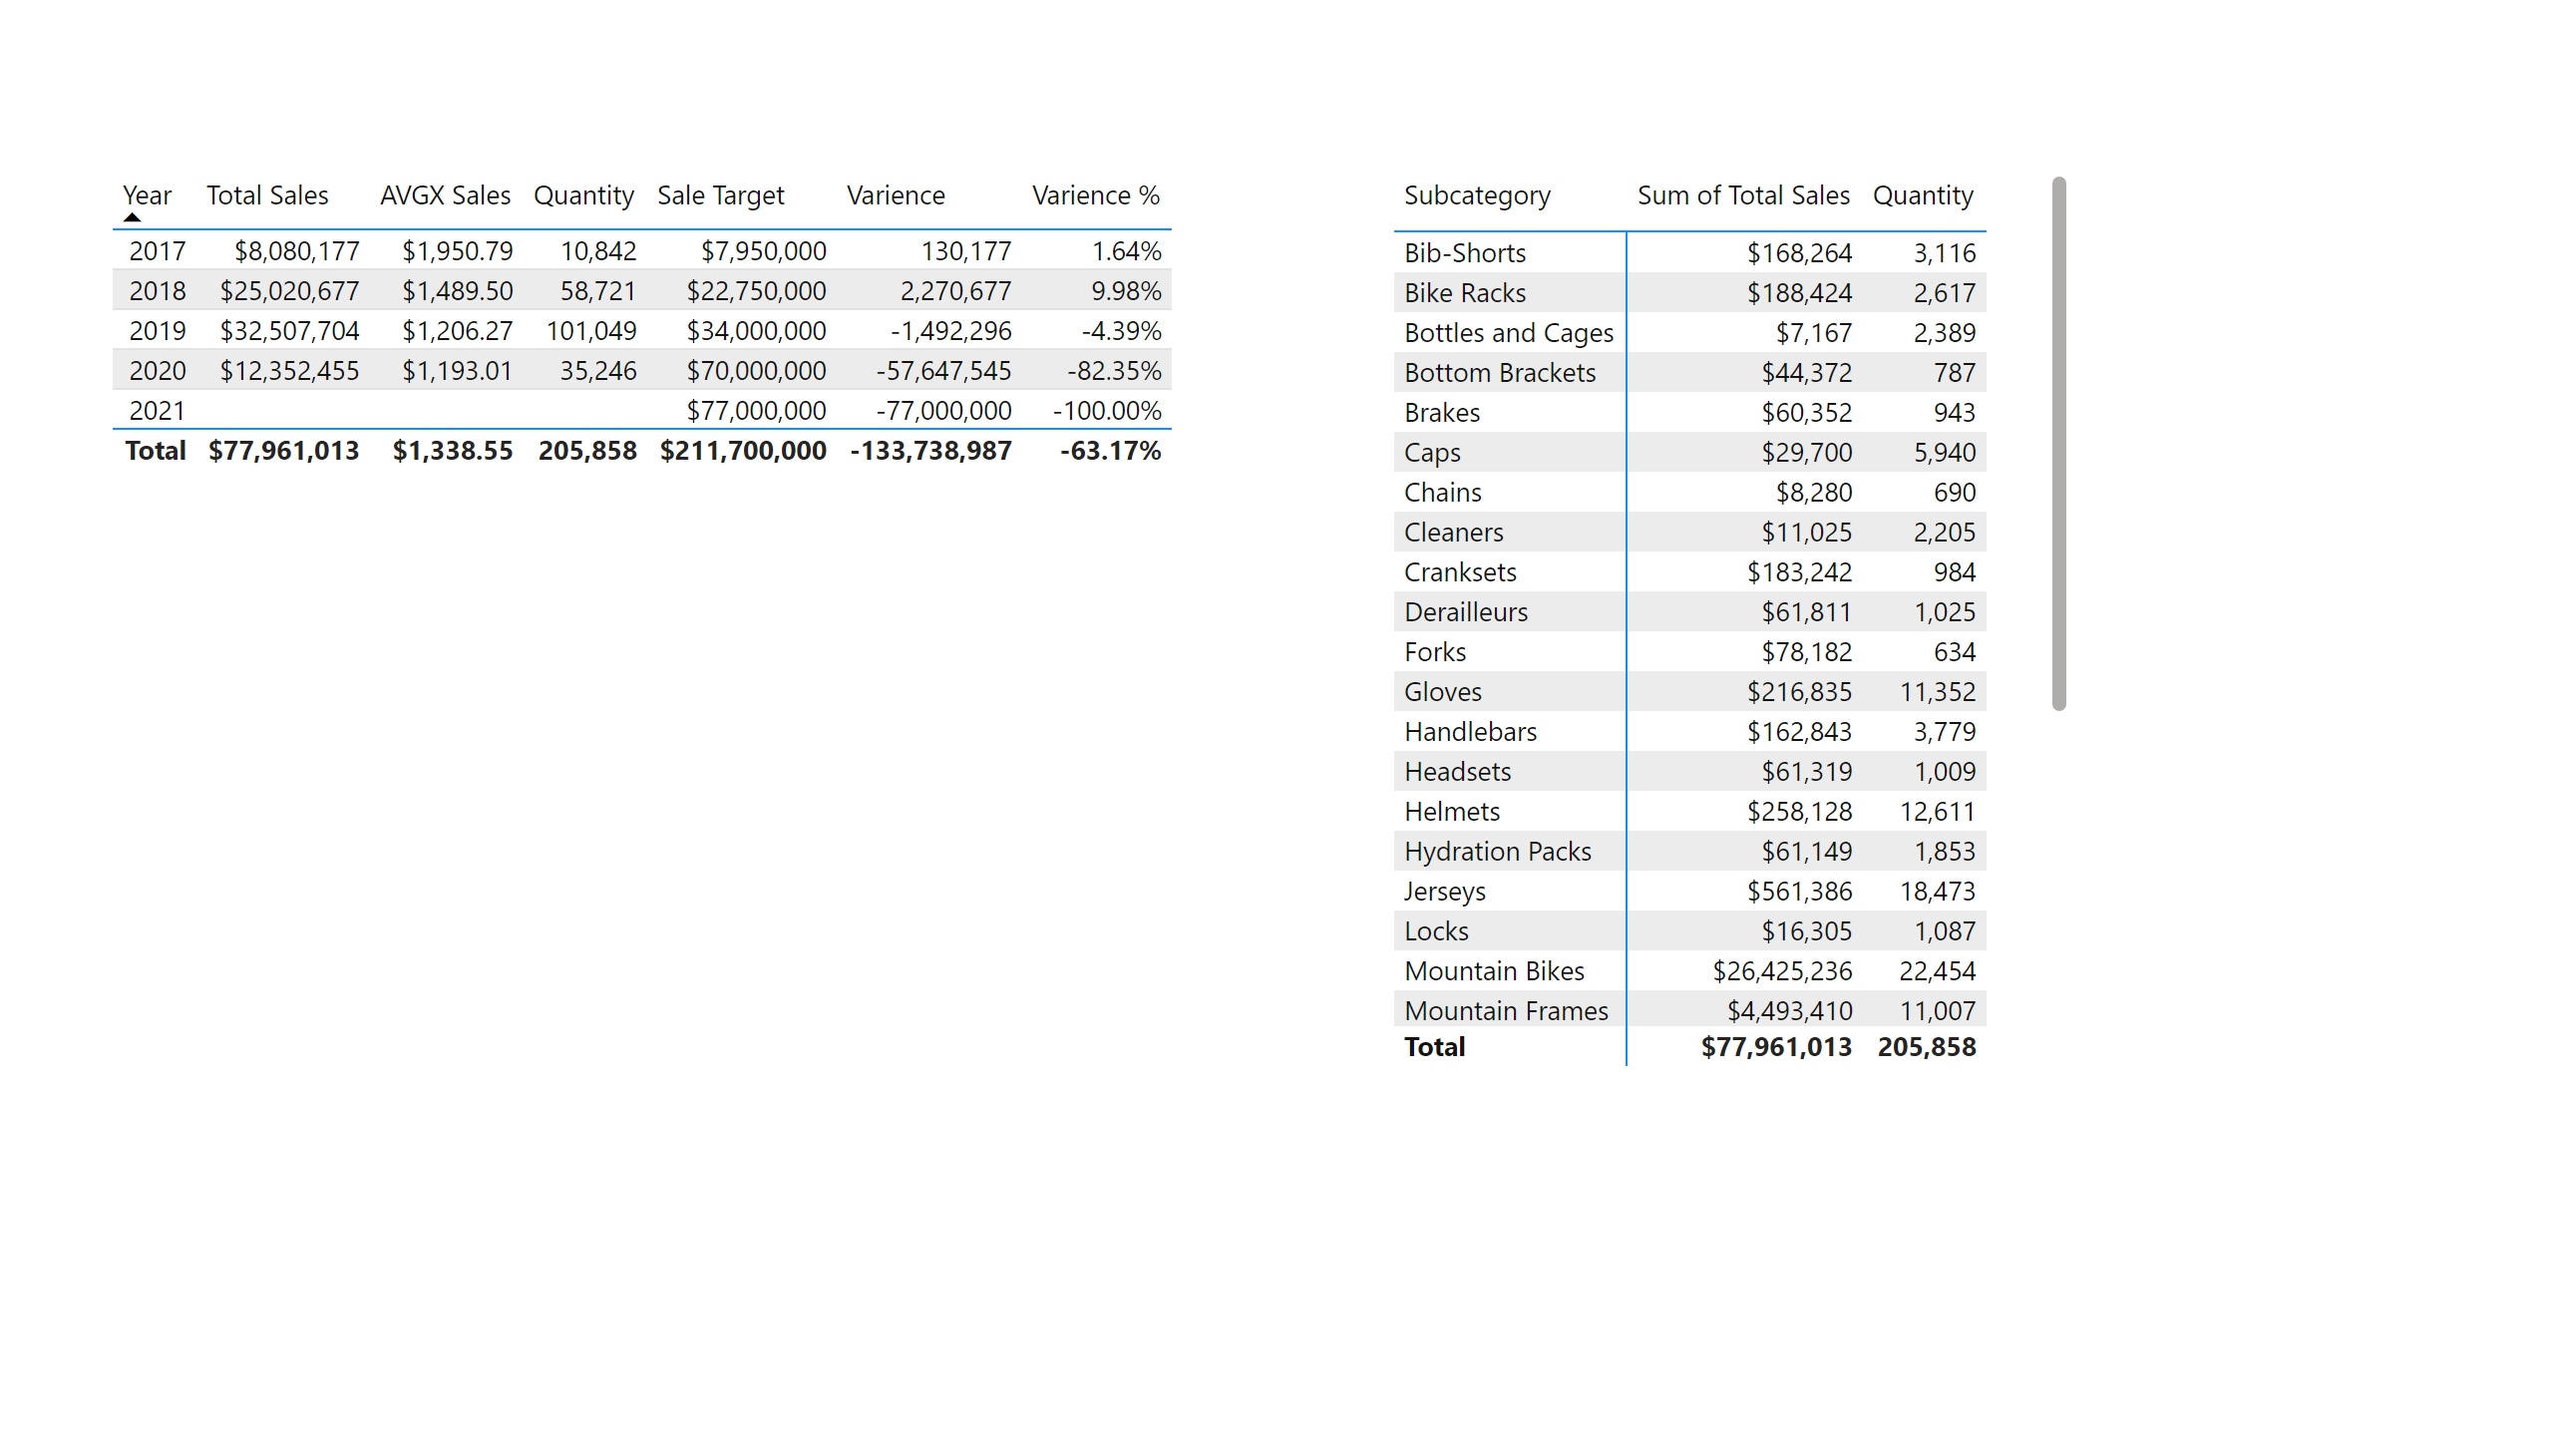 Year Total Sales AVGX Sales Quantity Sale Target Varience Varience %
2017 $8,080,177 $1,950.79 10,842 $7,950,000 130,177 1.64%
2018 $25,020,677 $1,489.50 58,721 $22,750,000 2,270,677 9.98%
2019 $32,507,704 $1,206.27 101,049 $34,000,000 -1,492,296 -4.39%
2020 $12,352,455 $1,193.01 35,246 $70,000,000 -57,647,545 -82.35%
2021 $77,000,000 -77,000,000 -100.00%
Total $77,961,013 $1,338.55 205,858 $211,700,000 -133,738,987 -63.17%
Subcategory Sum of Total Sales Quantity
Bib-Shorts $168,264 3,116
Bike Racks $188,424 2,617
Bottles and Cages $7,167 2,389
Bottom Brackets $44,372 787
Brakes $60,352 943
Caps $29,700 5,940
Chains $8,280 690
Cleaners $11,025 2,205
Cranksets $183,242 984
Derailleurs $61,811 1,025
Forks $78,182 634
Gloves $216,835 11,352
Handlebars $162,843 3,779
Headsets $61,319 1,009
Helmets $258,128 12,611
Hydration Packs $61,149 1,853
Jerseys $561,386 18,473
Locks $16,305 1,087
Mountain Bikes $26,425,236 22,454
Mountain Frames $4,493,410 11,007
Total $77,961,013 205,858